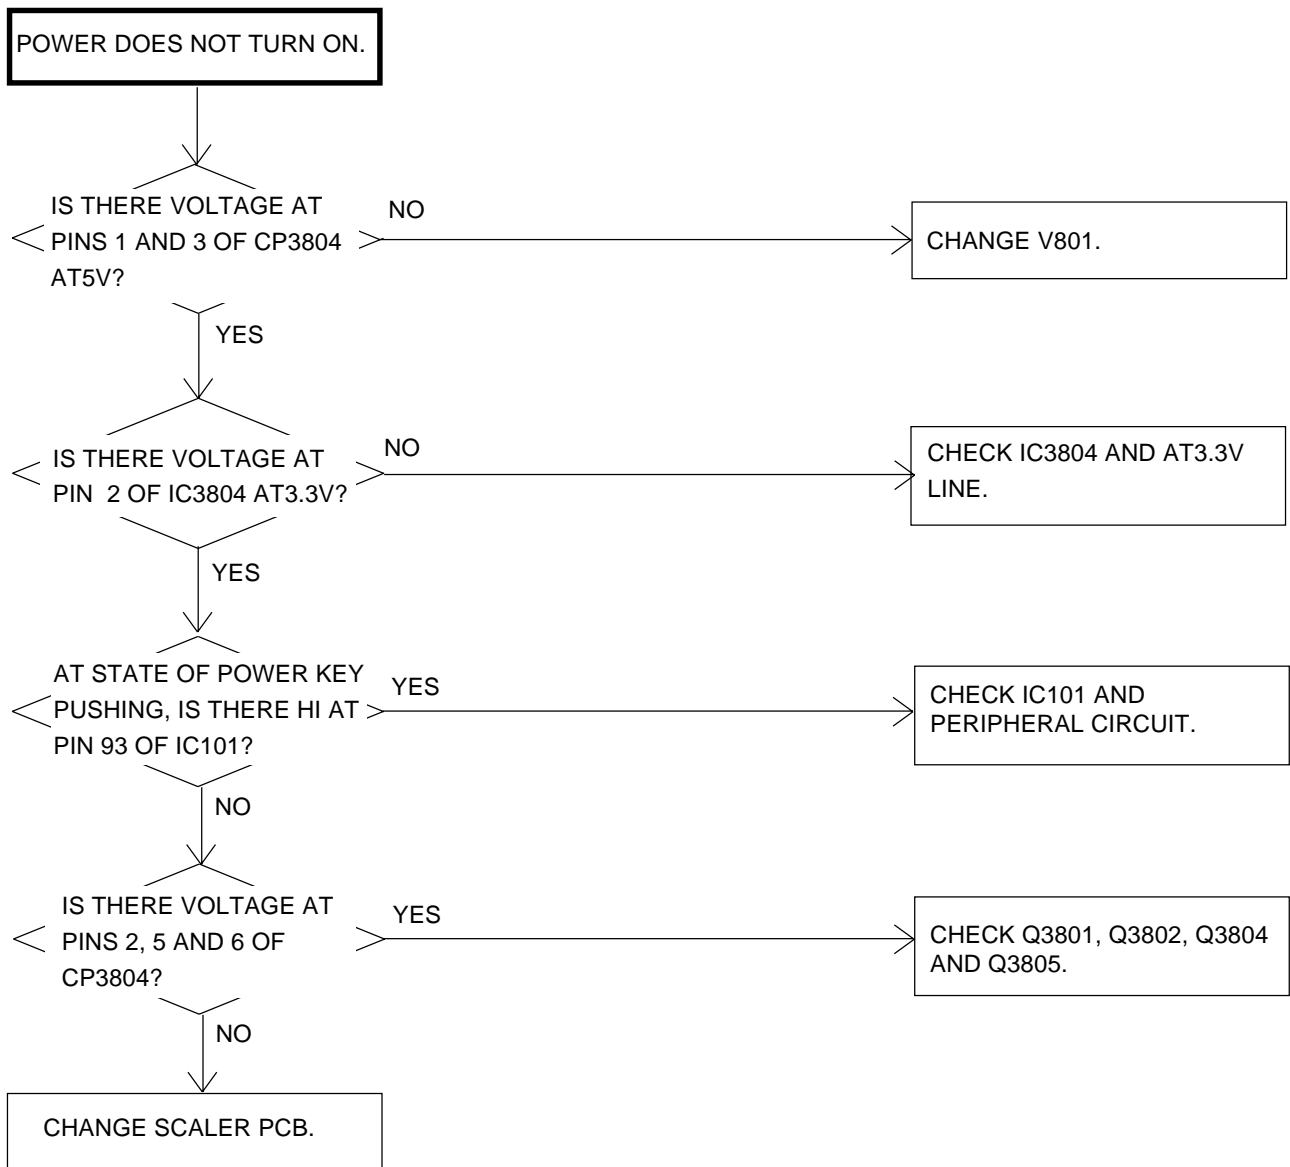 POWER DOES NOT TURN ON.
IS THERE VOLTAGE AT
PINS 1 AND 3 OF CP3804
AT5V?
NO
CHANGE V801.
YES
IS THERE VOLTAGE AT
PIN 2 OF IC3804 AT3.3V?
NO
CHECK IC3804 AND AT3.3V
LINE.
YES
AT STATE OF POWER KEY
PUSHING, IS THERE HI AT
PIN 93 OF IC101?
YES
CHECK IC101 AND
PERIPHERAL CIRCUIT.
NO
IS THERE VOLTAGE AT
PINS 2, 5 AND 6 OF
CP3804?
YES
CHECK Q3801, Q3802, Q3804
AND Q3805.
NO
CHANGE SCALER PCB.